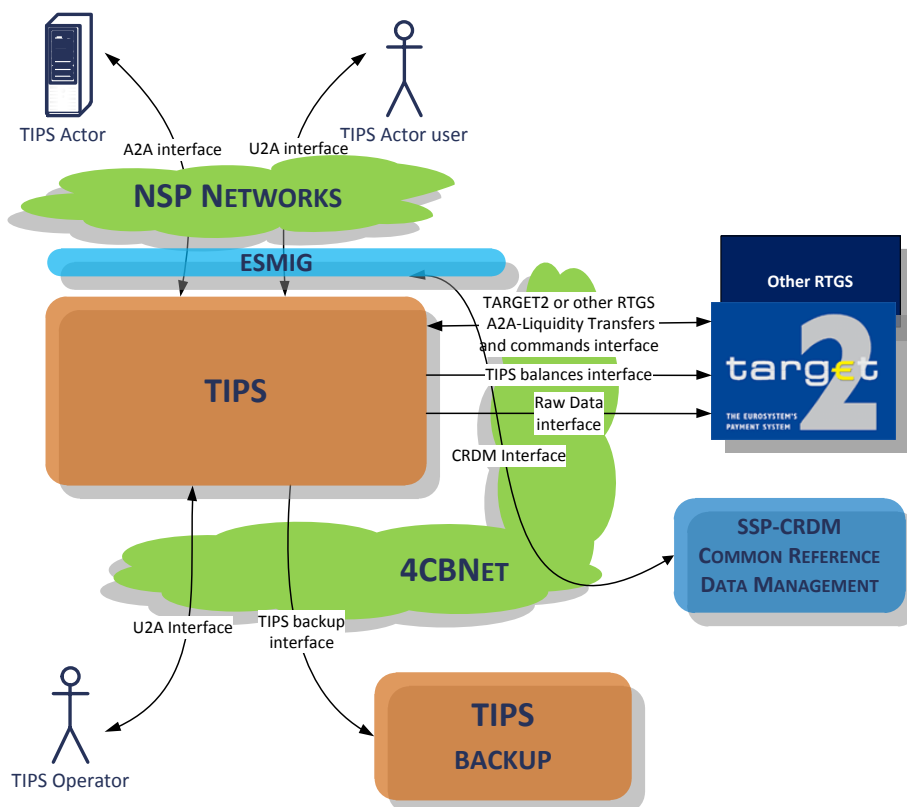 TIPS Actor
TIPS Actor user
A2A interface
U2A interface
NSP NETWORKS
ESMIG
Other RTGS
TARGET2 or other RTGS
A2A-Liquidity Transfers
and commands interface
target
2
THE EUROSYSTEM'S
PAYMENT SYSTEM
TIPS
TIPS balances interface
Raw Data
interface
CRDM Interface
SSP-CRDM
COMMON REFERENCE
DATA MANAGEMENT
4CBNET
U2A Interface
TIPS backup
interface
TIPS
BACKUP
TIPS Operator